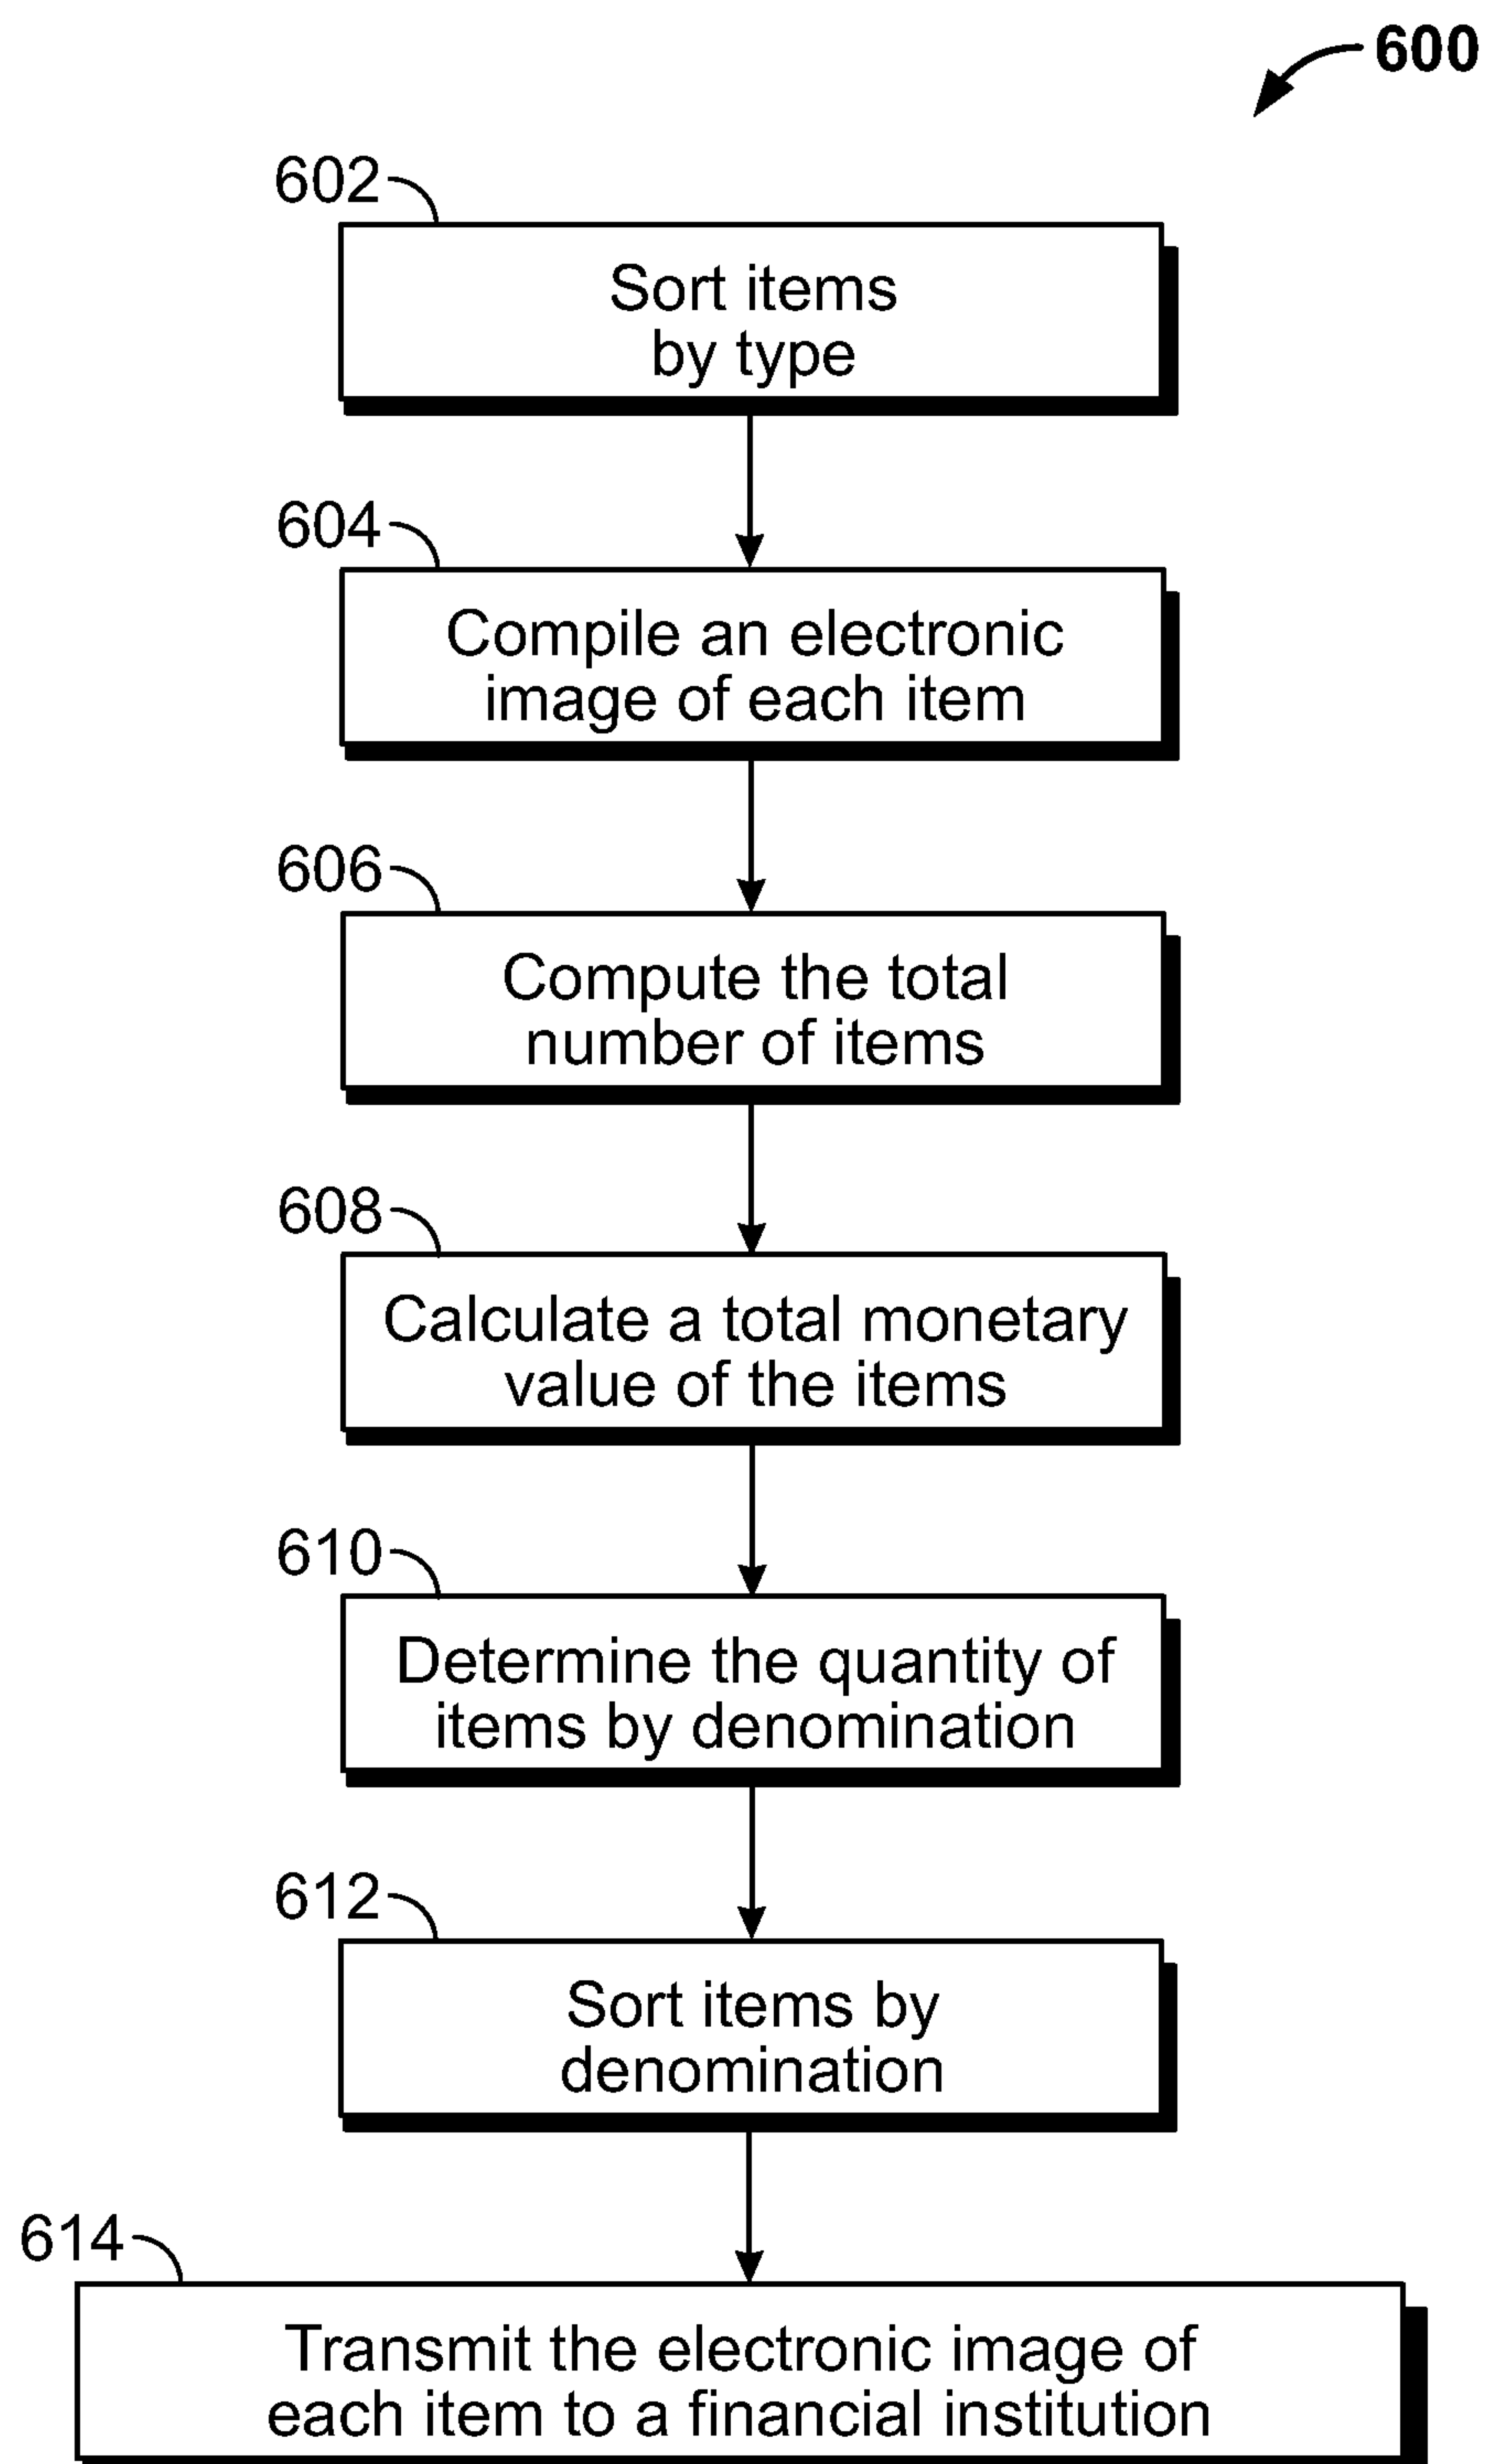 600
602
Sort items
by type
604
Compile an electronic
image of each item
606
Compute the total
number of items
608
Calculate a total monetary
value of the items
610
Determine the quantity of
items by denomination
612
Sort items by
denomination
614
Transmit the electronic image of
each item to a financial institution